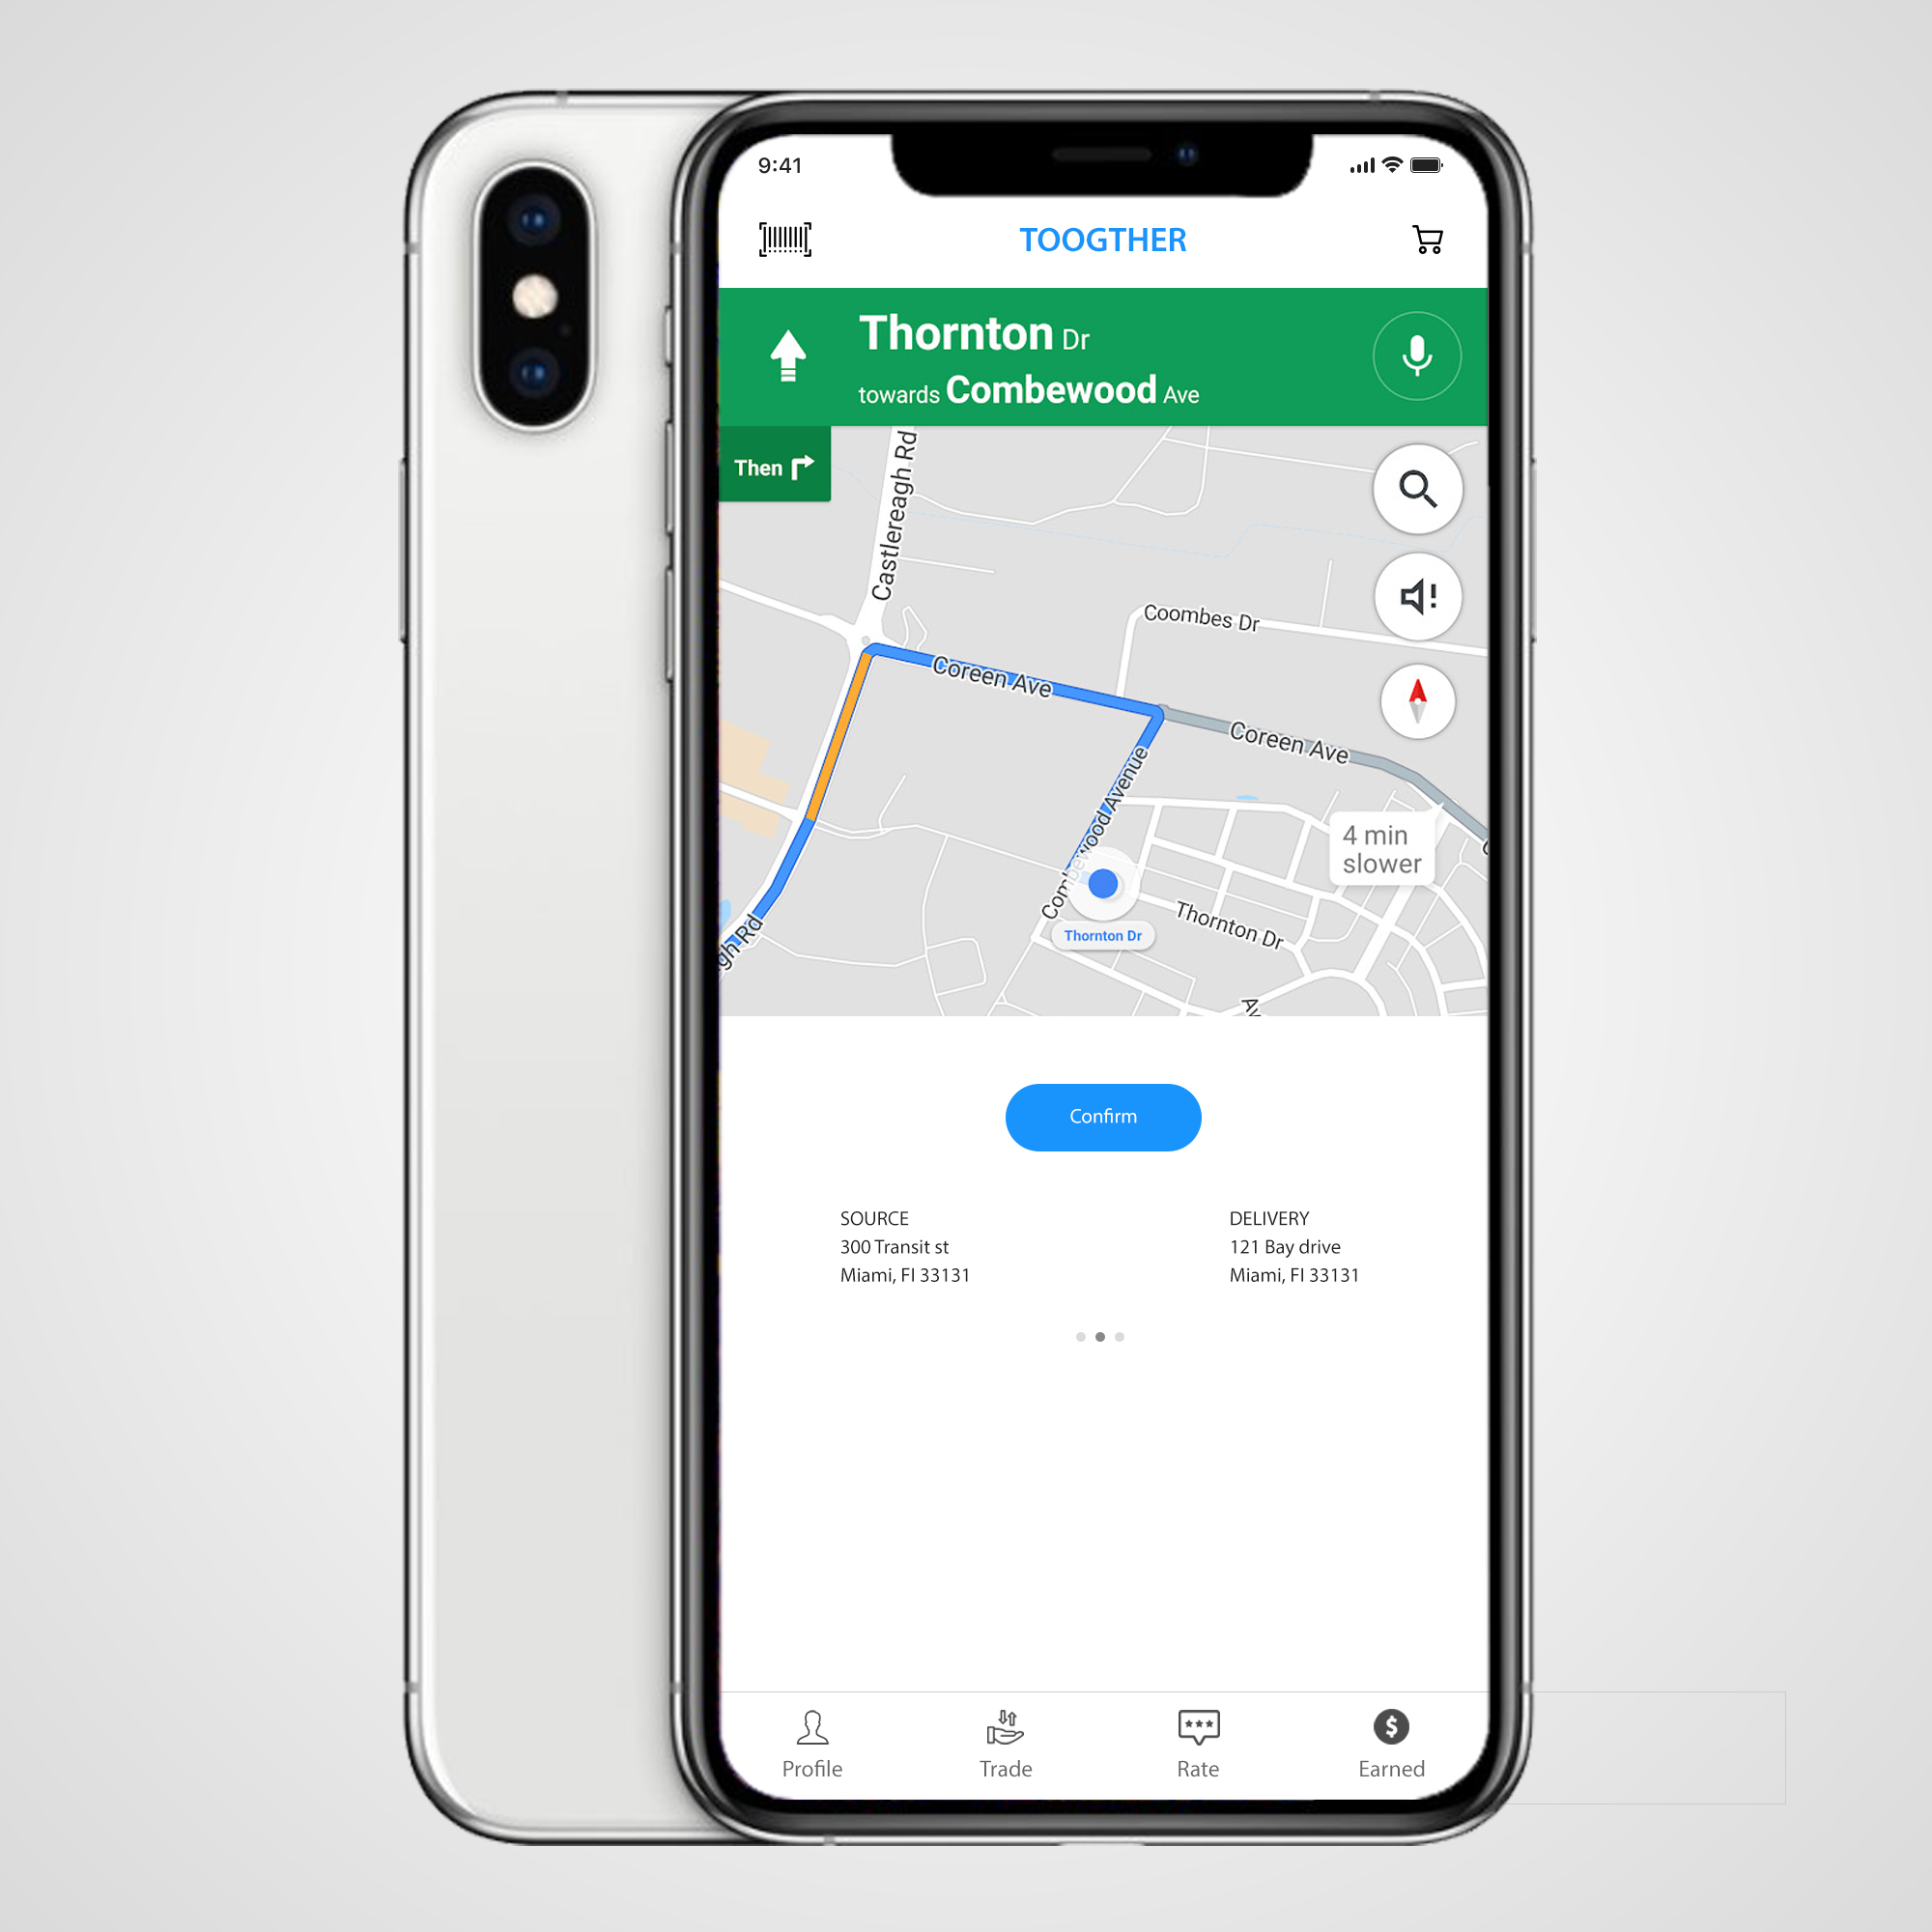 9:41
TOOGTHER
Thornton Dr
towards Combewood Ave
Then
Castlereagh Rd
Coombes Dr
Coreen Ave
Coreen Ave
Combewood Avenue
4 min
slower
Thornton Dr
Thornton Dr
gh Rd
Av
Confirm
SOURCE
300 Transit st
Miami, Fl 33131
DELIVERY
121 Bay drive
Miami, Fl 33131
Profile
Trade
Rate
Earned